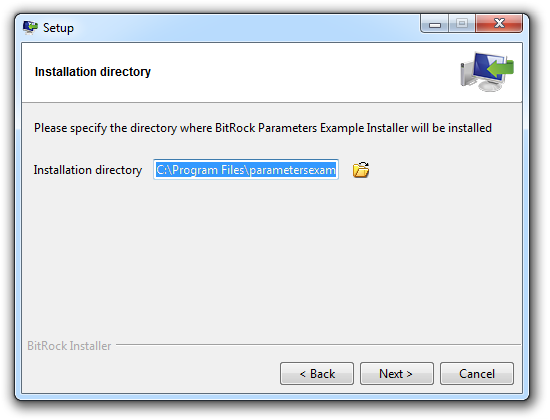 Setup
Installation directory
Please specify the directory where BitRock Parameters Example Installer will be installed
Installation directory C:\Program Files\parametersexam
BitRock Installer
< Back Next > Cancel